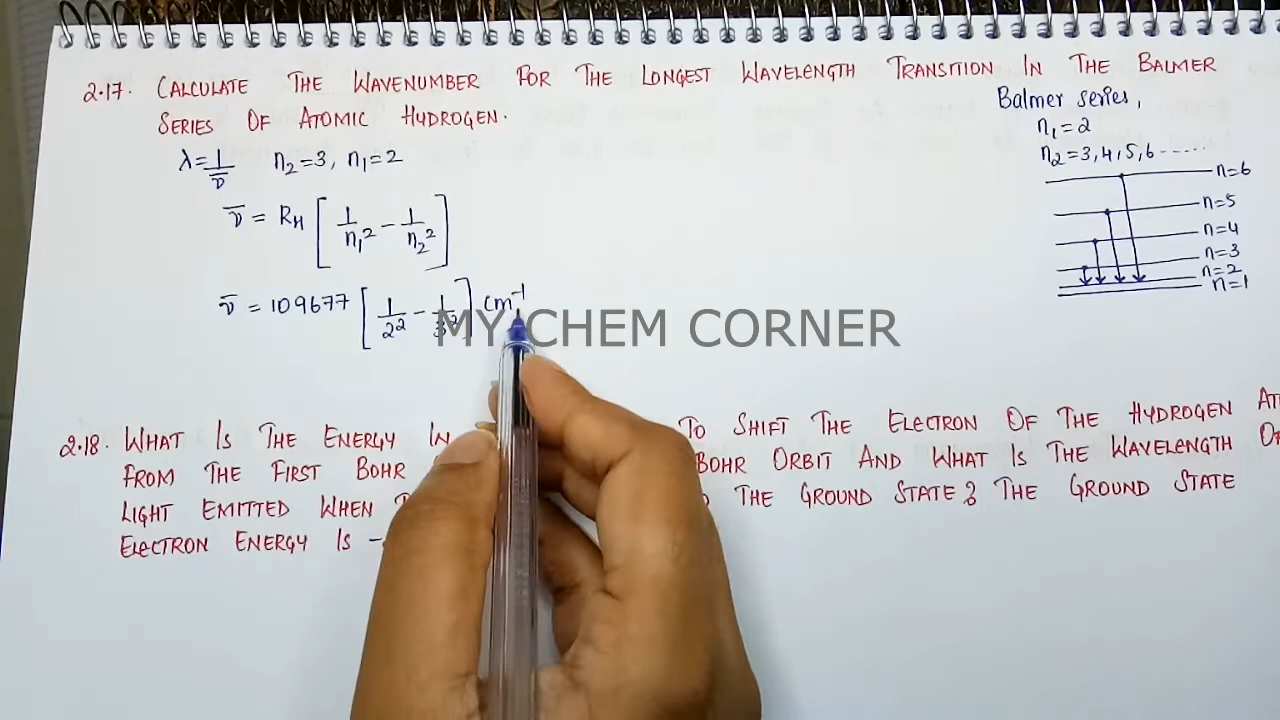 2.17. CALCULATE THE WAVENUMBER FOR THE LONGEST WAVELENGTH TRANSITION IN THE BALMER
SERIES OF ATOMIC HYDROGEN.
Balmer series,
n₁=2
n₂=3,4,5,6.......
λ=1/ν̅ n₂=3, n₁=2
ν̅ = R_H [1/n₁² − 1/n₂²]
ν̅ = 109677 [1/2² − 1/3²] cm⁻¹
n=6
n=5
n=4
n=3
n=2
n=1
MY CHEM CORNER
2.18. WHAT IS THE ENERGY IN TO SHIFT THE ELECTRON OF THE HYDROGEN
FROM THE FIRST BOHR BOHR ORBIT AND WHAT IS THE WAVELENGTH
LIGHT EMITTED WHEN THE GROUND STATE? THE GROUND STATE
ELECTRON ENERGY IS -